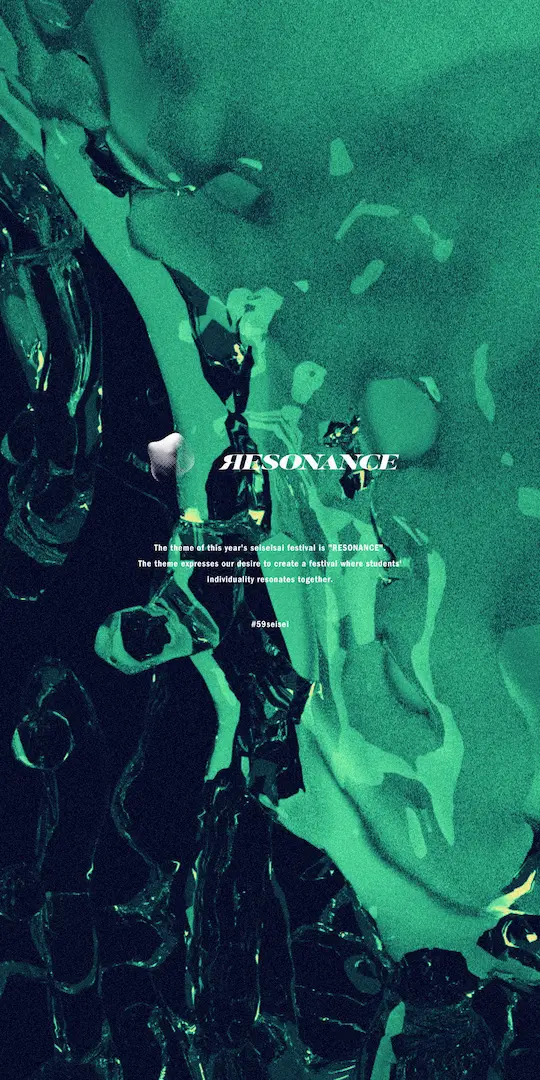 ЯESONANCE
The theme of this year's seiseisai festival is "RESONANCE".
The theme expresses our desire to create a festival where students'
individuality resonates together.
#59seisei